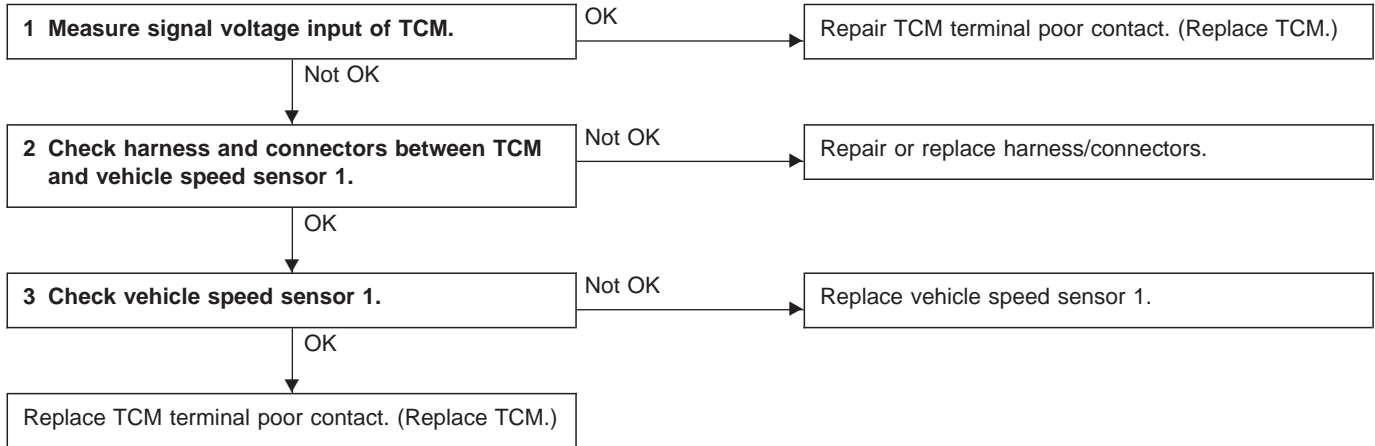 1 Measure signal voltage input of TCM.
OK
Repair TCM terminal poor contact. (Replace TCM.)
Not OK
2 Check harness and connectors between TCM
and vehicle speed sensor 1.
Not OK
Repair or replace harness/connectors.
OK
3 Check vehicle speed sensor 1.
Not OK
Replace vehicle speed sensor 1.
OK
Replace TCM terminal poor contact. (Replace TCM.)